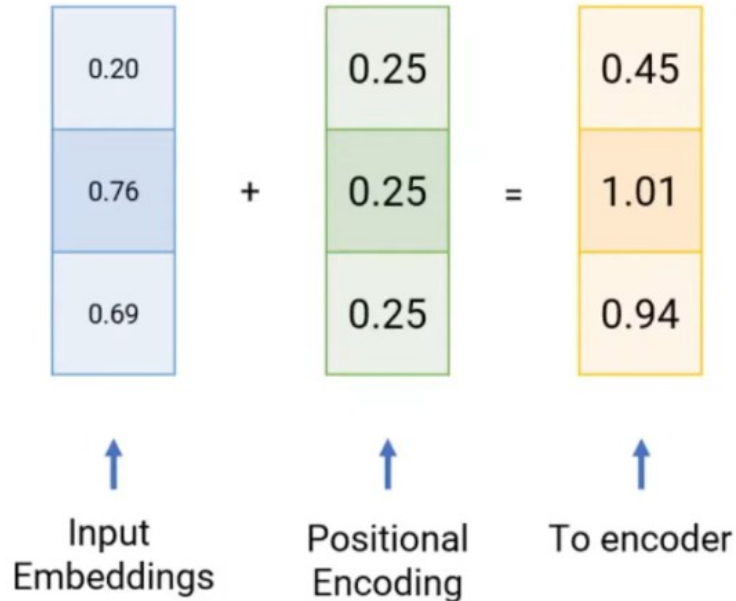 0.20 0.25 0.45
0.76 + 0.25 = 1.01
0.69 0.25 0.94
Input Positional To encoder
Embeddings Encoding